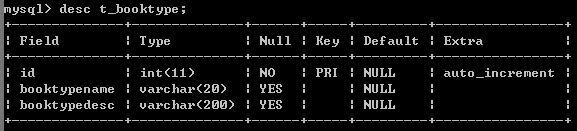 mysql> desc t_booktype;
+--------------+--------------+------+-----+---------+----------------+
| Field        | Type         | Null | Key | Default | Extra          |
+--------------+--------------+------+-----+---------+----------------+
| id           | int(11)      | NO   | PRI | NULL    | auto_increment |
| booktypename | varchar(20)  | YES  |     | NULL    |                |
| booktypedesc | varchar(200) | YES  |     | NULL    |                |
+--------------+--------------+------+-----+---------+----------------+